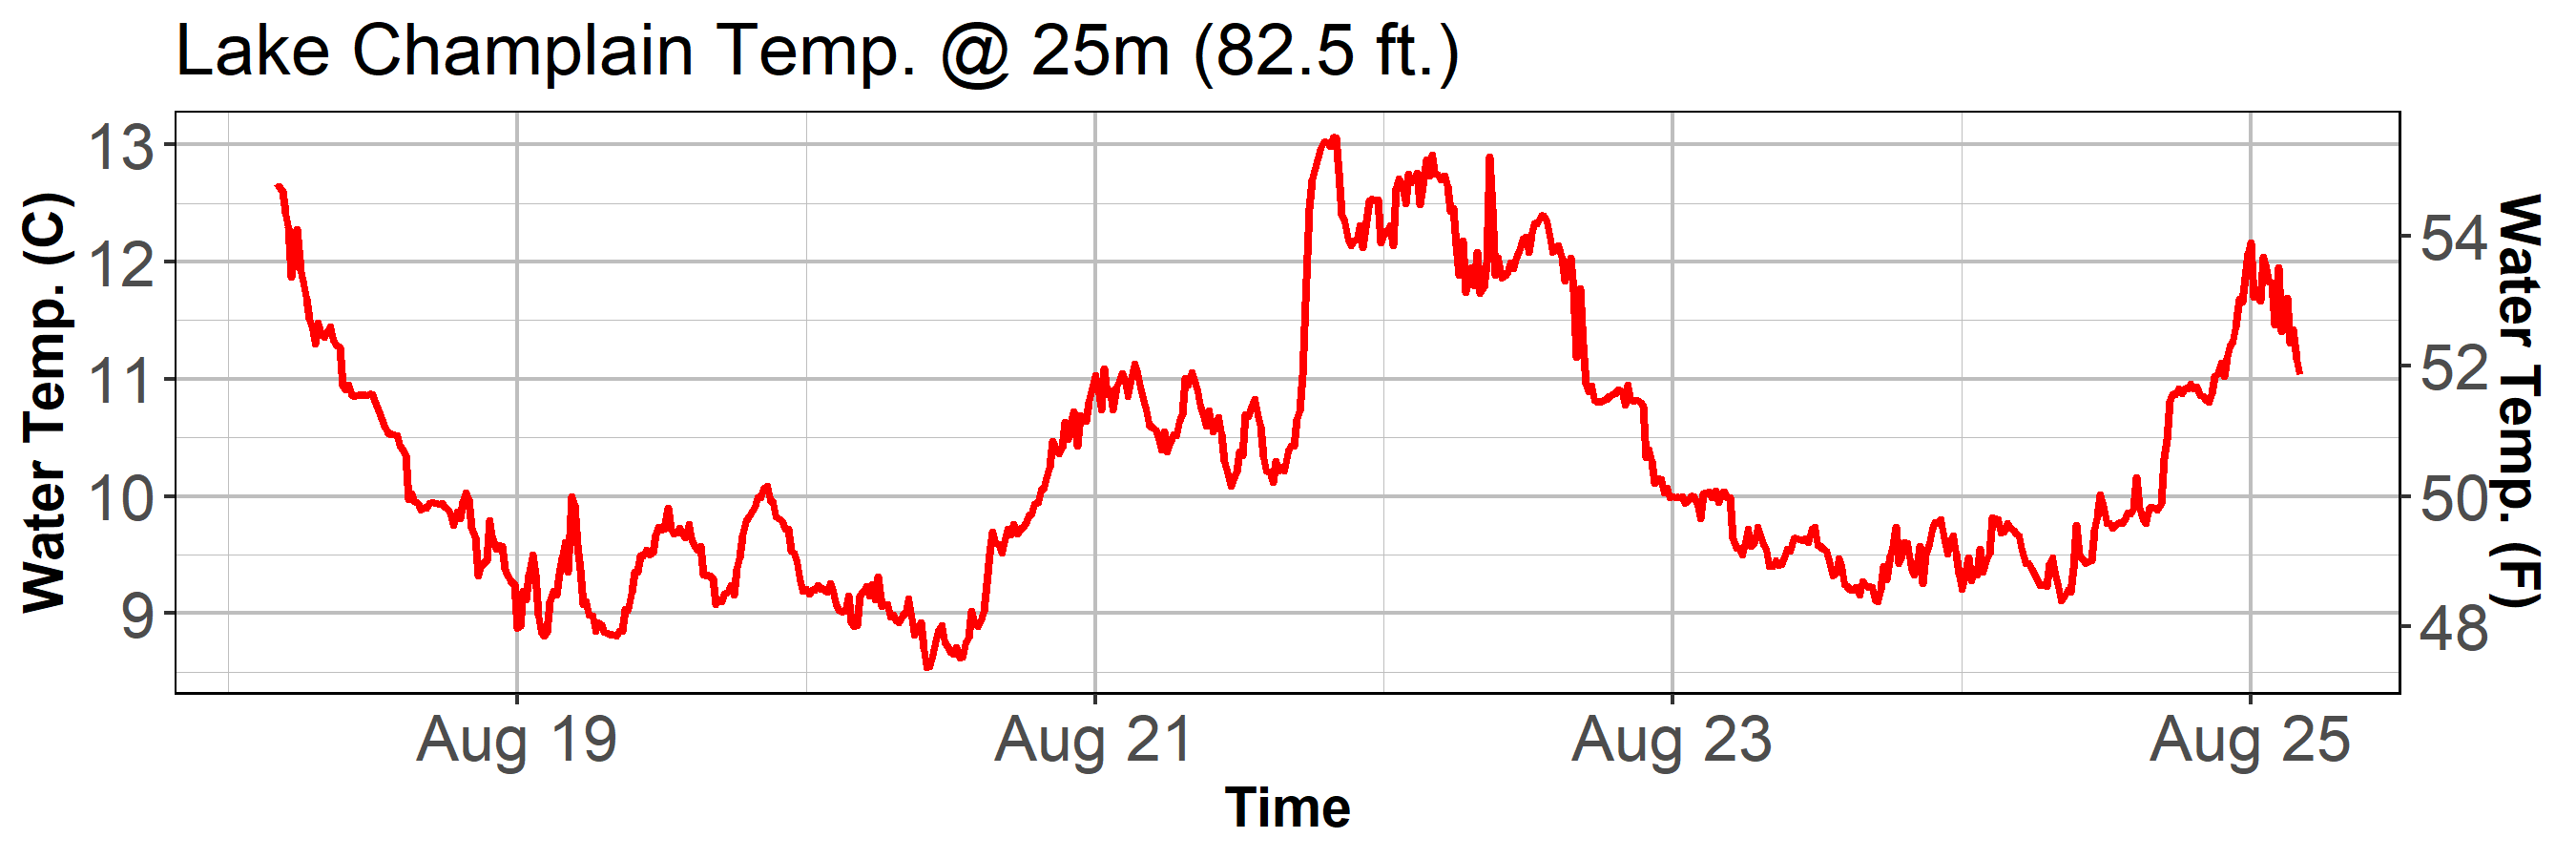 Lake Champlain Temp. @ 25m (82.5 ft.)
Water Temp. (C)
13
12
11
10
9
54
52
50
48
Water Temp. (F)
Aug 19 Aug 21 Aug 23 Aug 25
Time